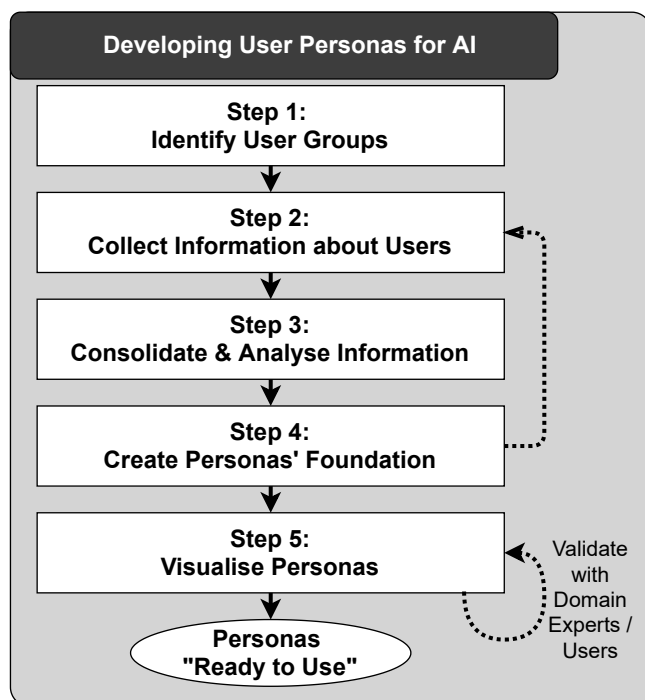 Developing User Personas for AI
Step 1:
Identify User Groups
Step 2:
Collect Information about Users
Step 3:
Consolidate & Analyse Information
Step 4:
Create Personas' Foundation
Step 5:
Visualise Personas
Validate
with
Domain
Experts /
Users
Personas
"Ready to Use"